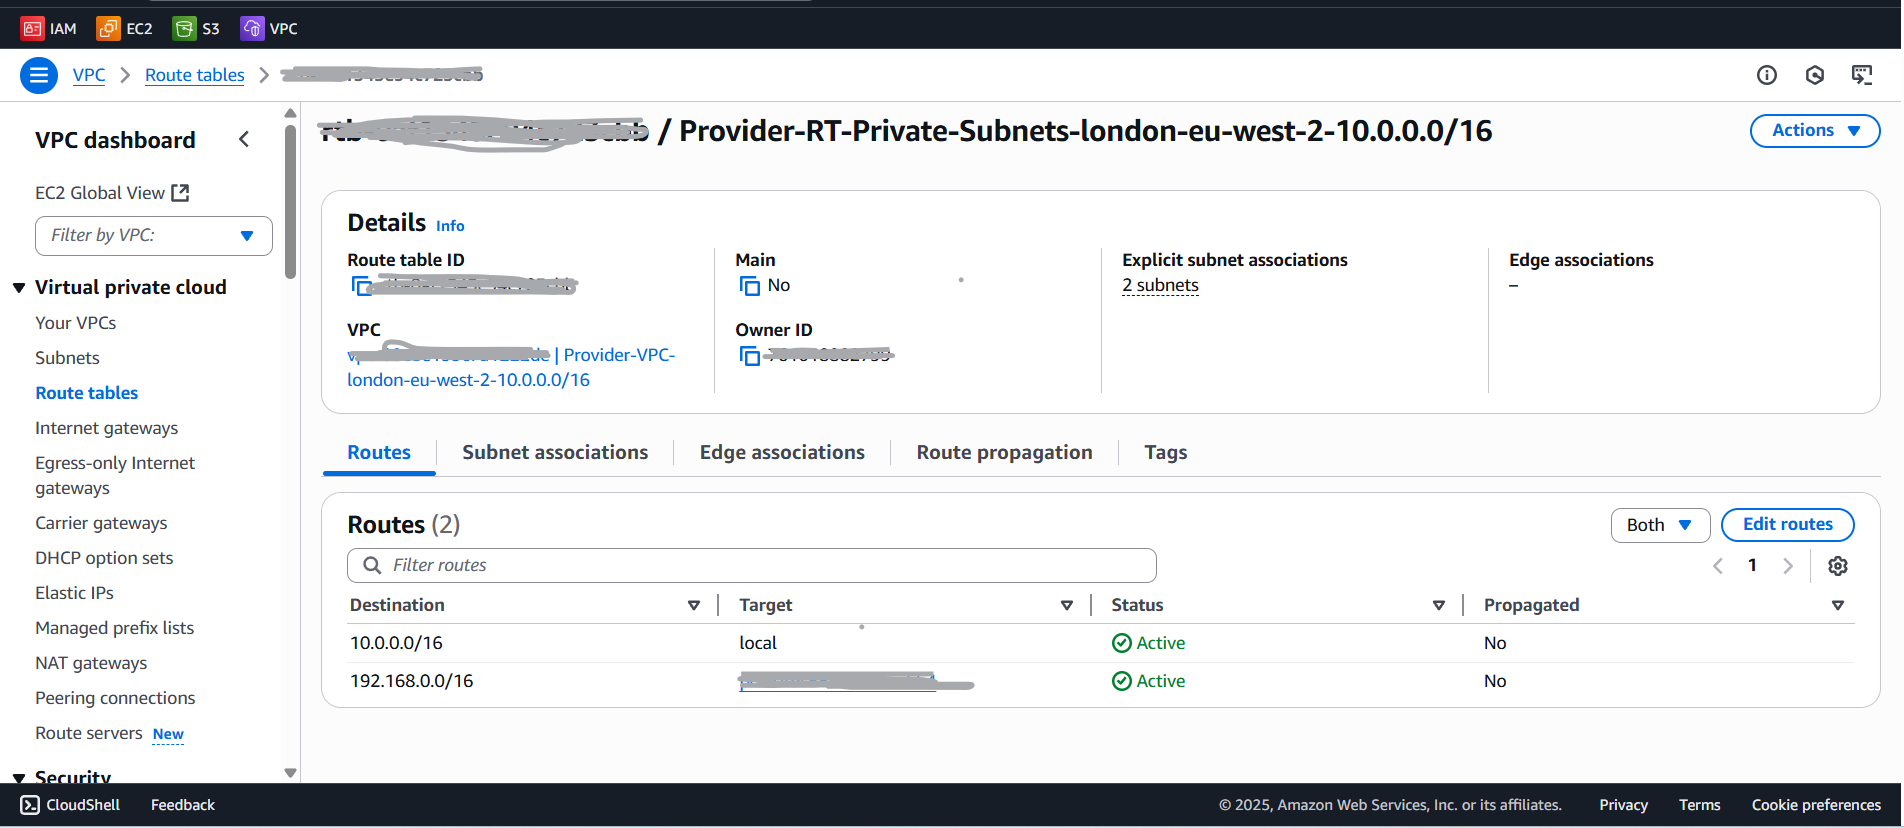 IAM EC2 S3 VPC
VPC > Route tables >
VPC dashboard
EC2 Global View
Filter by VPC:
Virtual private cloud
Your VPCs
Subnets
Route tables
Internet gateways
Egress-only Internet
gateways
Carrier gateways
DHCP option sets
Elastic IPs
Managed prefix lists
NAT gateways
Peering connections
Route servers New
Security
/ Provider-RT-Private-Subnets-london-eu-west-2-10.0.0.0/16
Actions
Details Info
Route table ID
Main
No
Explicit subnet associations
2 subnets
Edge associations
–
VPC
| Provider-VPC-
london-eu-west-2-10.0.0.0/16
Owner ID
Routes Subnet associations Edge associations Route propagation Tags
Routes (2)
Both Edit routes
Filter routes
1
Destination Target Status Propagated
10.0.0.0/16 local Active No
192.168.0.0/16 Active No
CloudShell Feedback © 2025, Amazon Web Services, Inc. or its affiliates. Privacy Terms Cookie preferences